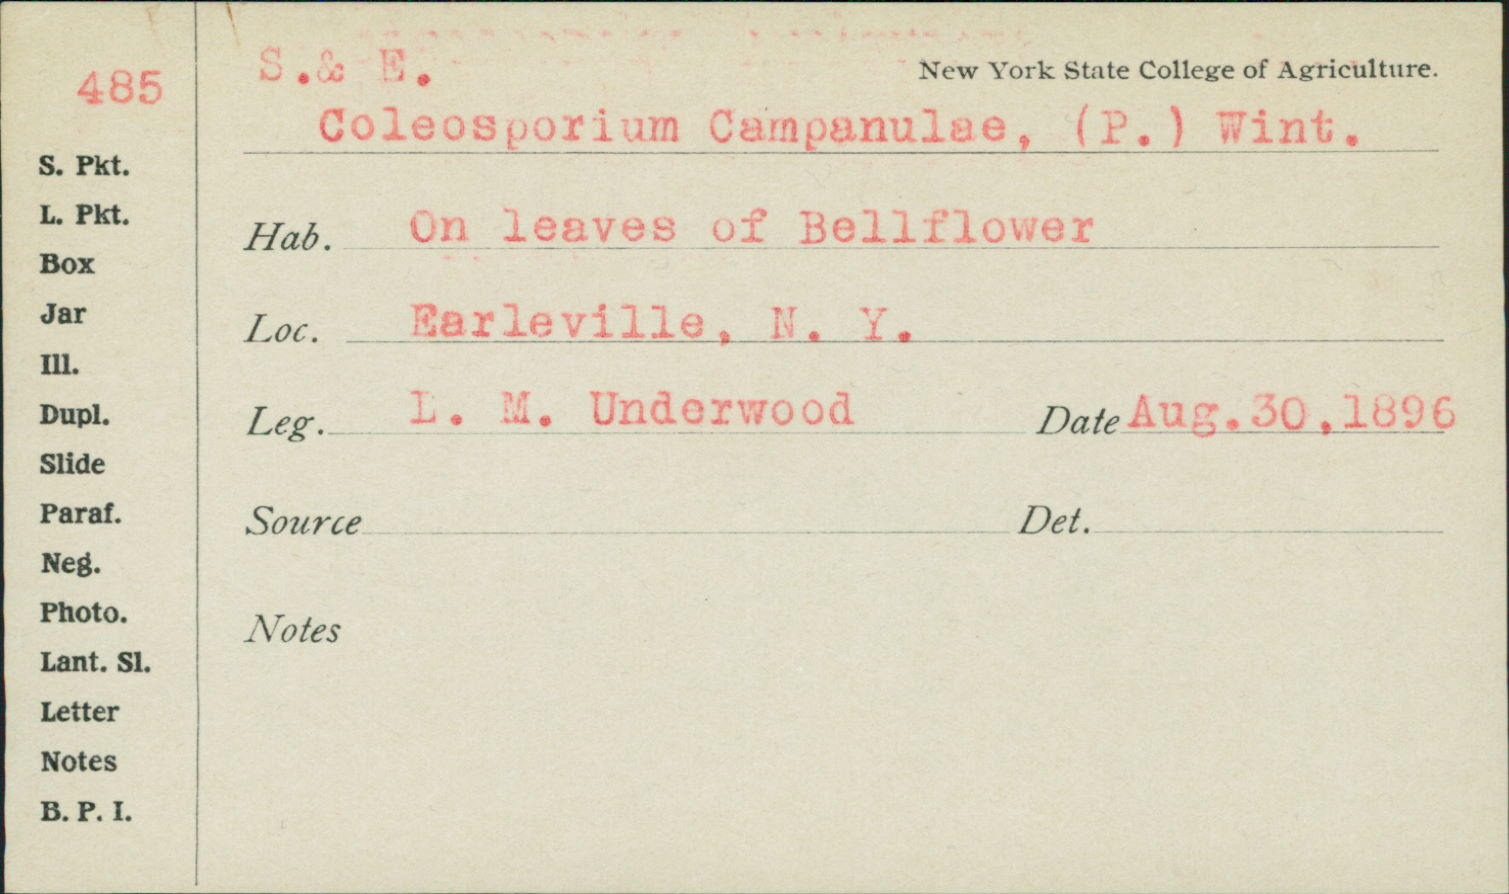 485
S. Pkt.
L. Pkt.
Box
Jar
Ill.
Dupl.
Slide
Paraf.
Neg.
Photo.
Lant. Sl.
Letter
Notes
B. P. I.
S.& E.
New York State College of Agriculture.
Coleosporium Campanulae, (P.) Wint.
Hab. On leaves of Bellflower
Loc. Earleville, N. Y.
Leg. L. M. Underwood Date Aug.30,1896
Source Det.
Notes